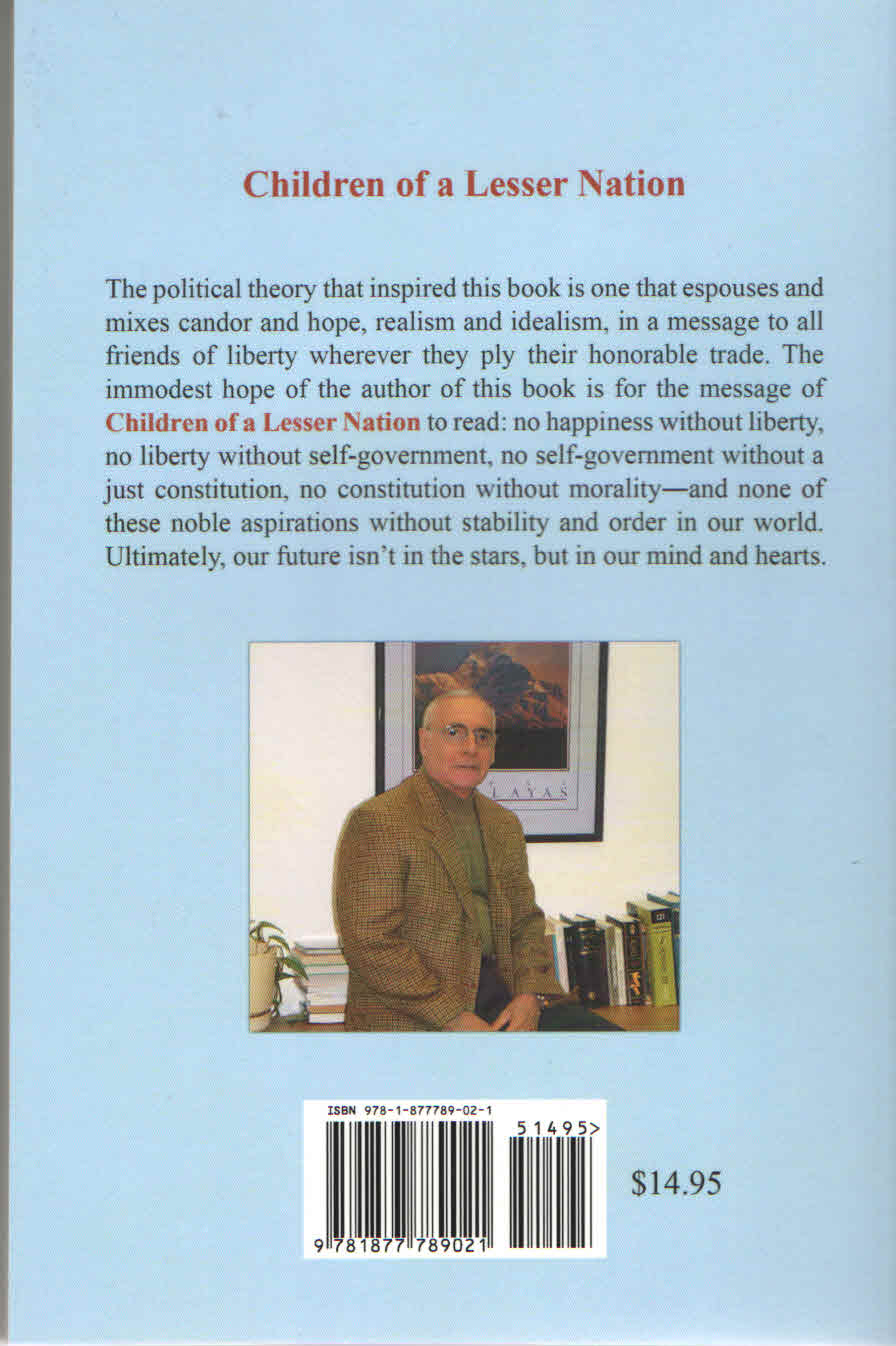 Children of a Lesser Nation
The political theory that inspired this book is one that espouses and
mixes candor and hope, realism and idealism, in a message to all
friends of liberty wherever they ply their honorable trade. The
immodest hope of the author of this book is for the message of
Children of a Lesser Nation to read: no happiness without liberty,
no liberty without self-government, no self-government without a
just constitution, no constitution without morality—and none of
these noble aspirations without stability and order in our world.
Ultimately, our future isn't in the stars, but in our mind and hearts.
LAYAS
ISBN 978-1-877789-02-1
51495>
9 781877 789021
$14.95